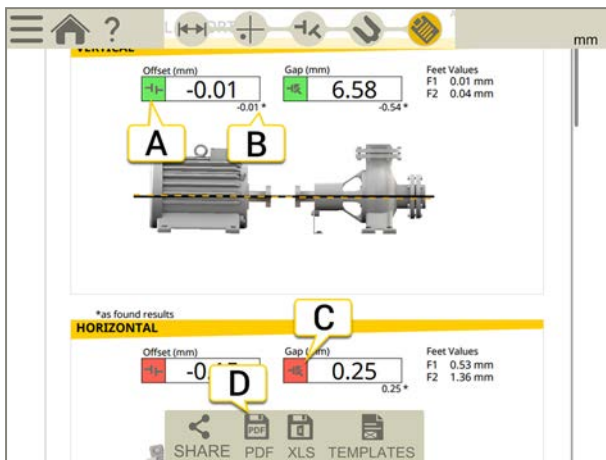 ?
mm
VERTICAL
Offset (mm)
-0.01
-0.01 *
Gap (mm)
6.58
-0.54 *
Feet Values
F1 0.01 mm
F2 0.04 mm
A
B
*as found results
HORIZONTAL
C
Offset (mm)
Gap (mm)
0.25
0.25 *
Feet Values
F1 0.53 mm
F2 1.36 mm
D
PDF
SHARE PDF XLS TEMPLATES